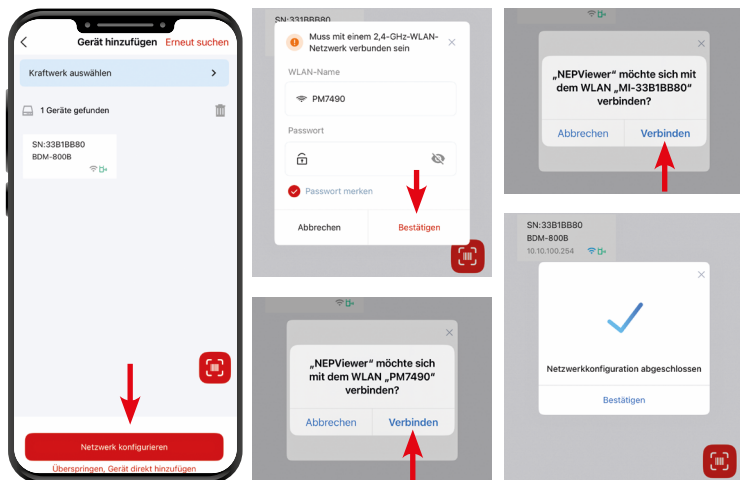 Gerät hinzufügen Erneut suchen
Kraftwerk auswählen
1 Geräte gefunden
SN:33B1BB80
BDM-800B
Netzwerk konfigurieren
Überspringen, Gerät direkt hinzufügen
SN:331BBB80
Muss mit einem 2,4-GHz-WLAN-
Netzwerk verbunden sein
WLAN-Name
PM7490
Passwort
Passwort merken
Abbrechen Bestätigen
„NEPViewer“ möchte sich
mit dem WLAN „PM7490“
verbinden?
Abbrechen Verbinden
„NEPViewer“ möchte sich mit
dem WLAN „MI-33B1BB80“
verbinden?
Abbrechen Verbinden
SN:33B1BB80
BDM-800B
10.10.100.254
Netzwerkkonfiguration abgeschlossen
Bestätigen